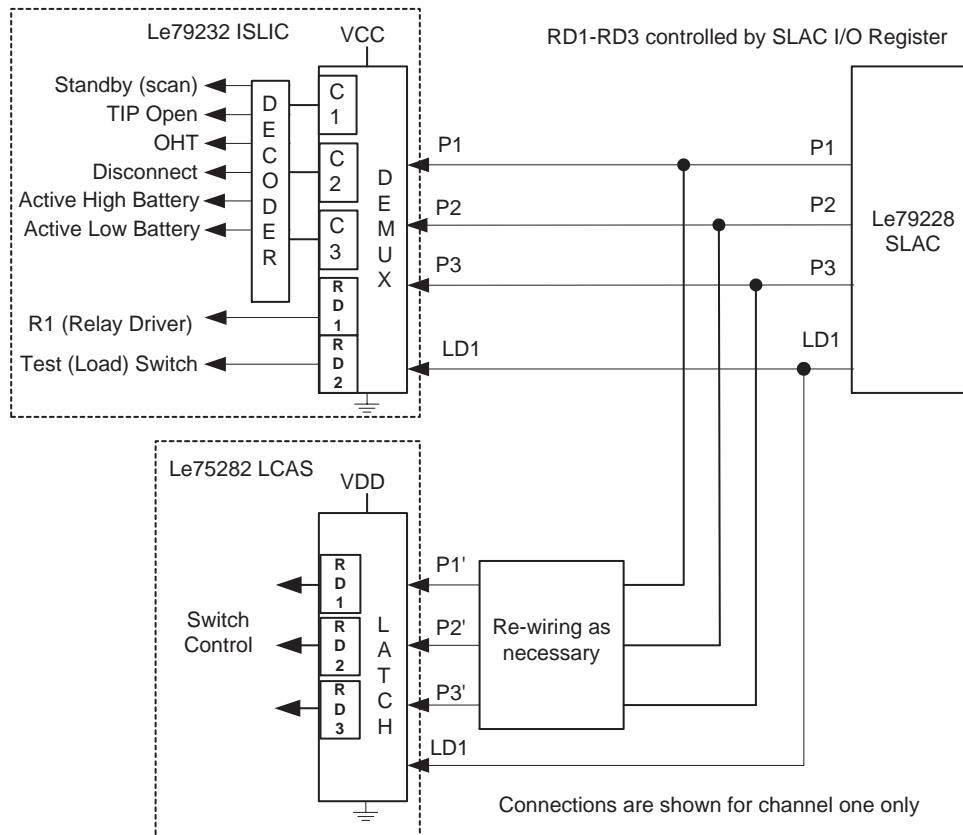 Le79232 ISLIC
VCC
RD1-RD3 controlled by SLAC I/O Register
Standby (scan)
TIP Open
OHT
Disconnect
Active High Battery
Active Low Battery
R1 (Relay Driver)
Test (Load) Switch
DECODER
C1
C2
C3
RD1
RD2
DEMUX
P1
P2
P3
LD1
P1
P2
P3
LD1
Le79228
SLAC
Le75282 LCAS
VDD
Switch
Control
RD1
RD2
RD3
LATCH
P1'
P2'
P3'
LD1
Re-wiring as
necessary
Connections are shown for channel one only